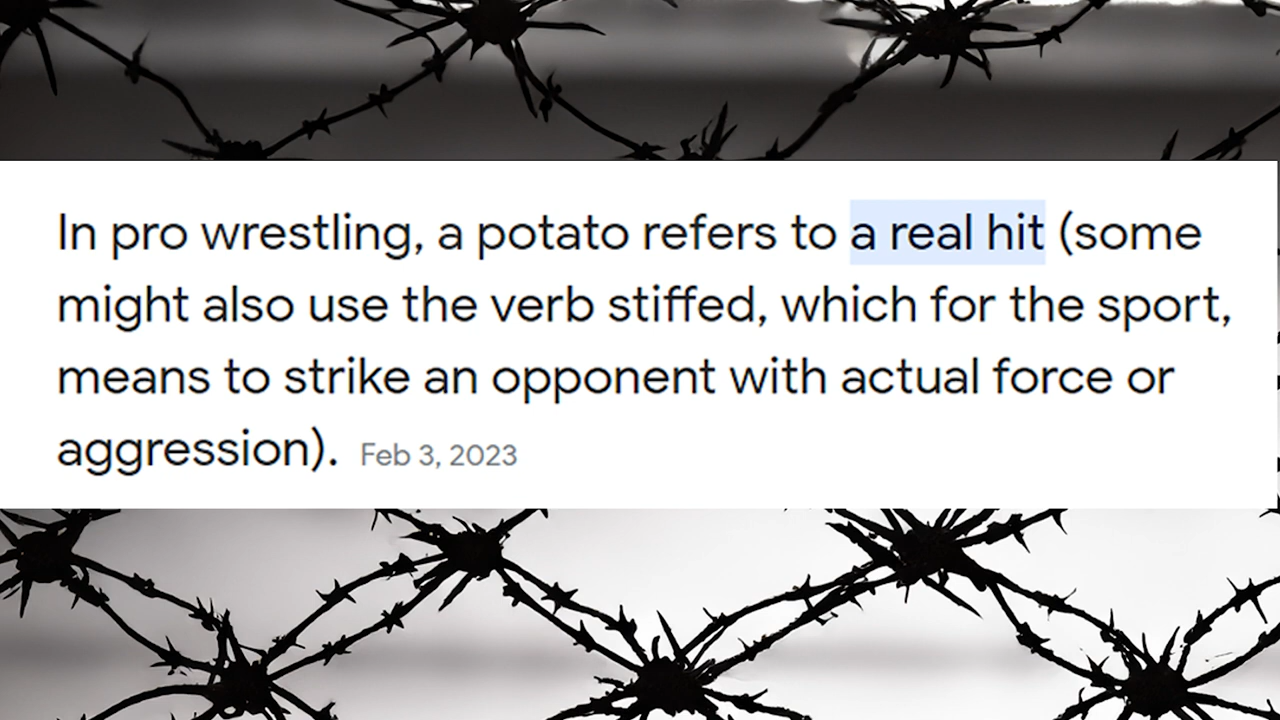 In pro wrestling, a potato refers to a real hit (some
might also use the verb stiffed, which for the sport,
means to strike an opponent with actual force or
aggression). Feb 3, 2023